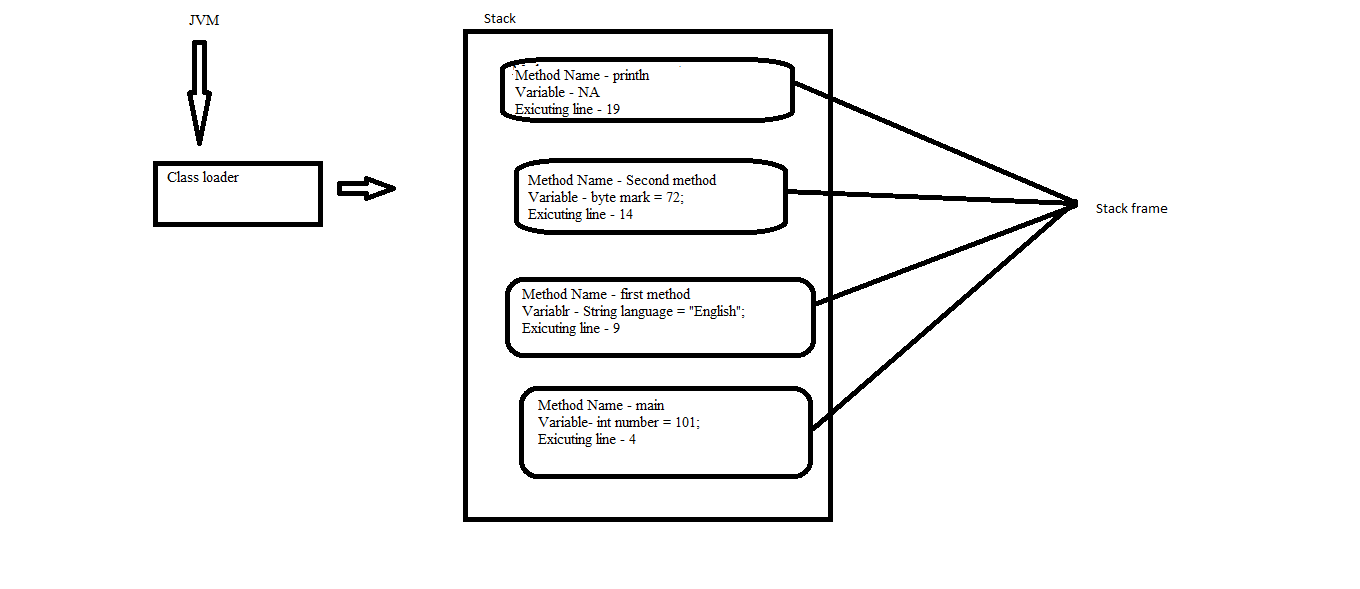 JVM
Stack
Class loader
Method Name - println
Variable - NA
Exicuting line - 19
Method Name - Second method
Variable - byte mark = 72;
Exicuting line - 14
Method Name - first method
Variablr - String language = "English";
Exicuting line - 9
Method Name - main
Variable- int number = 101;
Exicuting line - 4
Stack frame